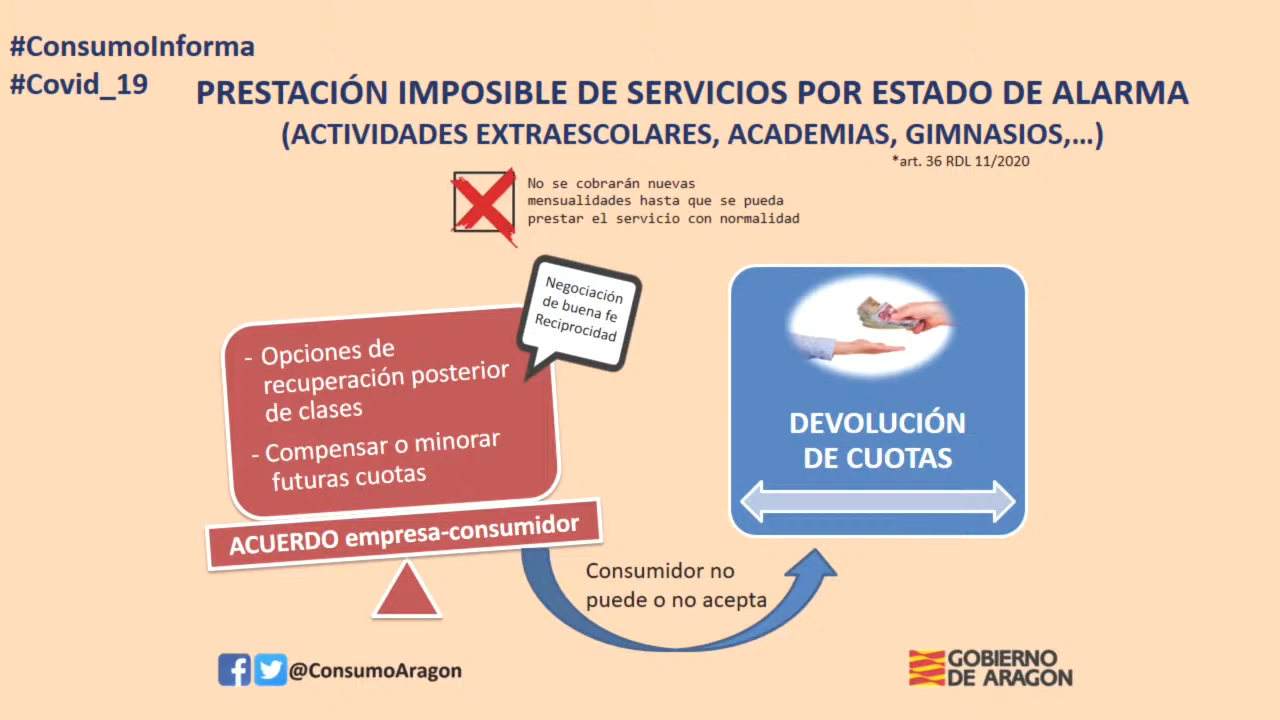 #ConsumoInforma
#Covid_19
PRESTACIÓN IMPOSIBLE DE SERVICIOS POR ESTADO DE ALARMA
(ACTIVIDADES EXTRAESCOLARES, ACADEMIAS, GIMNASIOS,...)
*art. 36 RDL 11/2020
No se cobrarán nuevas
mensualidades hasta que se pueda
prestar el servicio con normalidad
Negociación
de buena fe
Reciprocidad
- Opciones de
recuperación posterior
de clases
- Compensar o minorar
futuras cuotas
ACUERDO empresa-consumidor
Consumidor no
puede o no acepta
DEVOLUCIÓN
DE CUOTAS
@ConsumoAragon
GOBIERNO
DE ARAGON